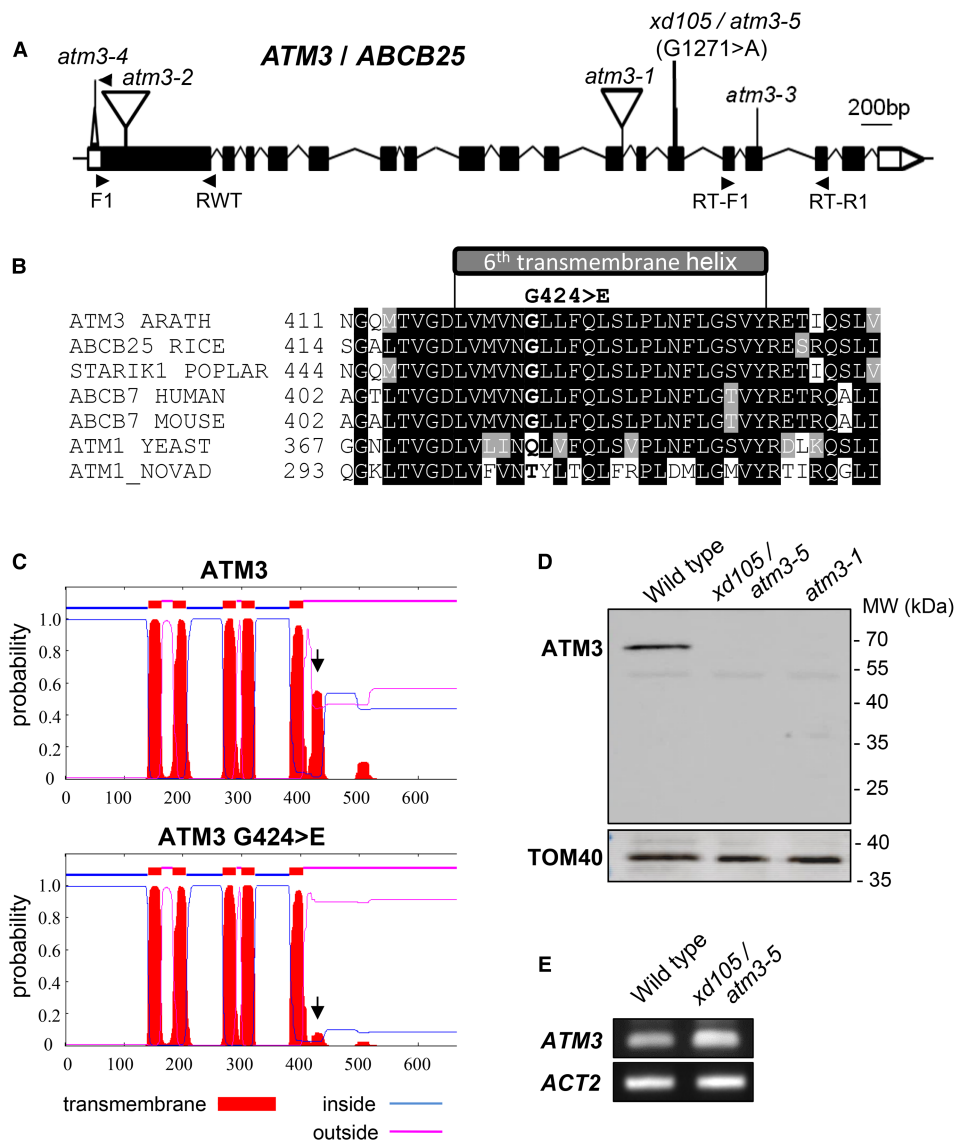 A
ATM3 / ABCB25
xd105 / atm3-5
(G1271>A)
atm3-4
atm3-2
atm3-1
atm3-3
200bp
F1
RWT
RT-F1
RT-R1
B
6th transmembrane helix
G424>E
ATM3 ARATH 411 NGQMTVGDLVMVNGLLFQLSLPLNFLGSVYRETIQSLV
ABCB25 RICE 414 SGALTVGDLVMVNGLLFQLSLPLNFLGSVYRESRQSLI
STARIK1 POPLAR 444 NGQMTVGDLVMVNGLLFQLSLPLNFLGSVYRETIQSLV
ABCB7 HUMAN 402 AGTLTVGDLVMVNGLLFQLSLPLNFLGTVYRETRQALI
ABCB7 MOUSE 402 AGALTVGDLVMVNGLLFQLSLPLNFLGTVYRETRQALI
ATM1 YEAST 367 GGNLTVGDLVLINQLVFQLSVPLNFLGSVYRDLKQSLI
ATM1_NOVAD 293 QGKLTVGDLVFVNTYLTQLFRPLDMLGMVYRTIRQGLI
C
ATM3
probability
1.0
0.8
0.6
0.4
0.2
0
0 100 200 300 400 500 600
ATM3 G424>E
probability
1.0
0.8
0.6
0.4
0.2
0
0 100 200 300 400 500 600
transmembrane
inside
outside
D
Wild type
xd105 /
atm3-5
atm3-1
MW (kDa)
ATM3
- 70
- 55
- 40
- 35
- 25
TOM40
- 40
- 35
E
Wild type
xd105 /
atm3-5
ATM3
ACT2